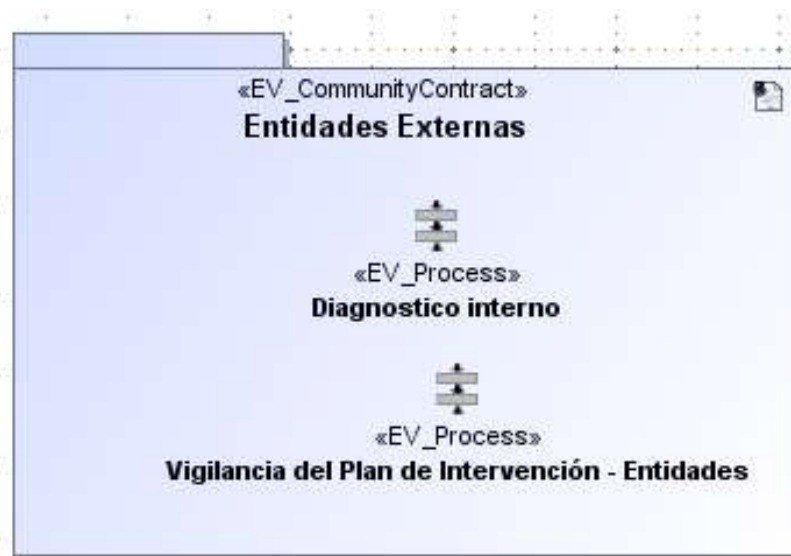 «EV_CommunityContract»
Entidades Externas
«EV_Process»
Diagnostico interno
«EV_Process»
Vigilancia del Plan de Intervención - Entidades